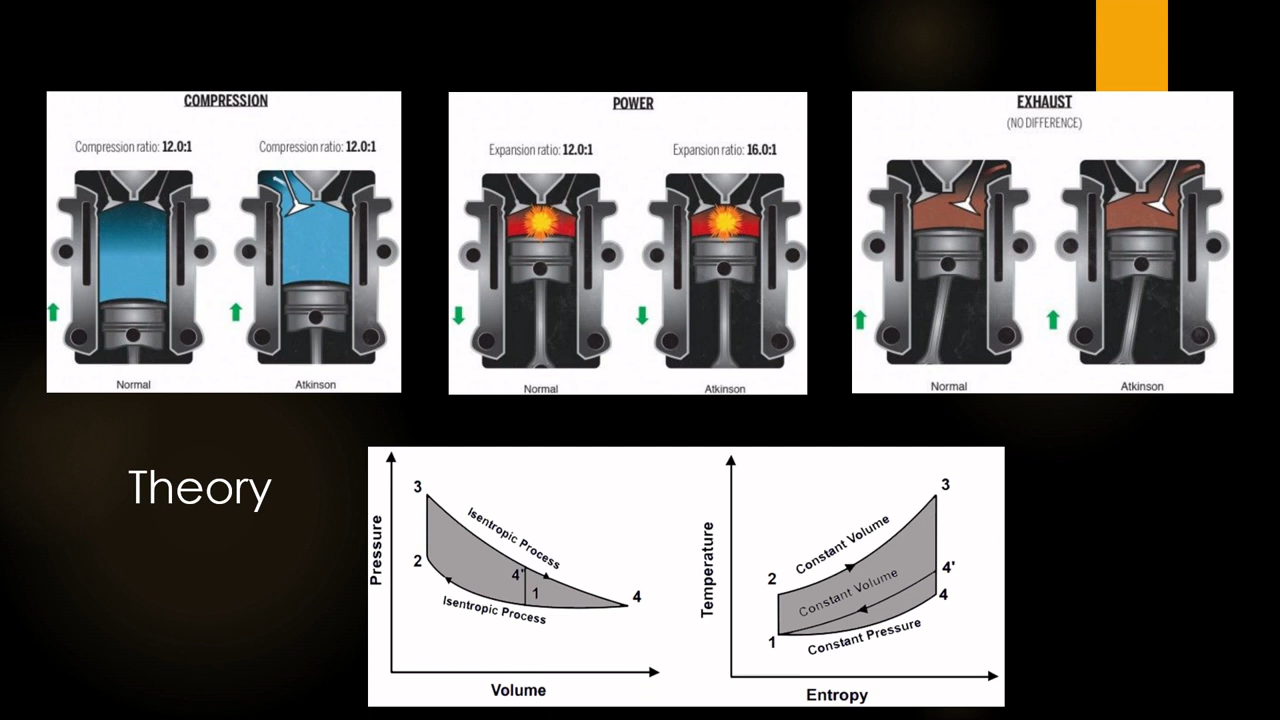 COMPRESSION
Compression ratio: 12.0:1
Compression ratio: 12.0:1
Normal
Atkinson
POWER
Expansion ratio: 12.0:1
Expansion ratio: 16.0:1
Normal
Atkinson
EXHAUST
(NO DIFFERENCE)
Normal
Atkinson
Theory
Pressure
3
2
Isentropic Process
4'
1
4
Isentropic Process
Volume
Temperature
3
Constant Volume
2
4'
Constant Volume
4
1
Constant Pressure
Entropy